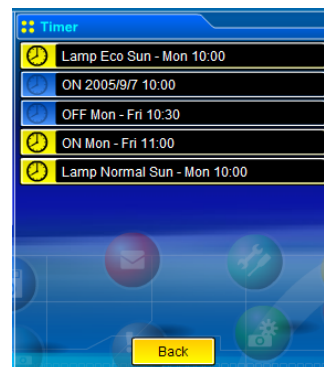 Timer
Lamp Eco Sun - Mon 10:00
ON 2005/9/7 10:00
OFF Mon - Fri 10:30
ON Mon - Fri 11:00
Lamp Normal Sun - Mon 10:00
Back